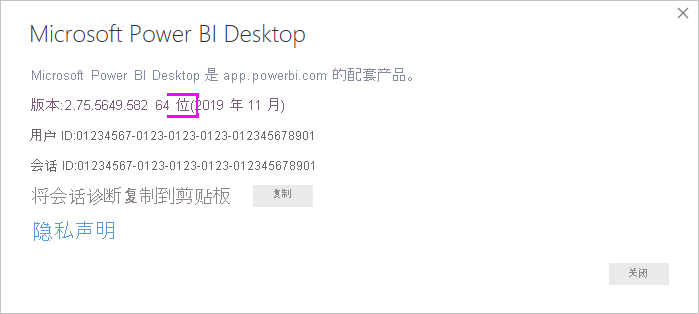 Microsoft Power BI Desktop
Microsoft Power BI Desktop 是 app.powerbi.com 的配套产品。
版本:2.75.5649.582 64 位(2019 年 11 月)
用户 ID:01234567-0123-0123-0123-012345678901
会话 ID:01234567-0123-0123-0123-012345678901
将会话诊断复制到剪贴板 复制
隐私声明
关闭